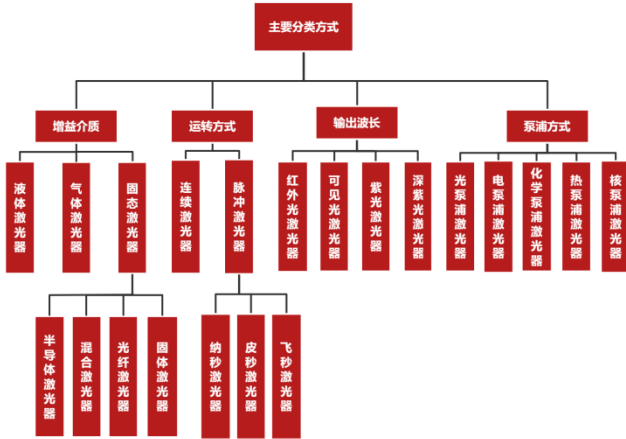 主要分类方式
增益介质
运转方式
输出波长
泵浦方式
液体激光器
气体激光器
固态激光器
连续激光器
脉冲激光器
红外光激光器
可见光激光器
紫光激光器
深紫光激光器
光泵浦激光器
电泵浦激光器
化学泵浦激光器
热泵浦激光器
核泵浦激光器
半导体激光器
混合激光器
光纤激光器
固体激光器
纳秒激光器
皮秒激光器
飞秒激光器